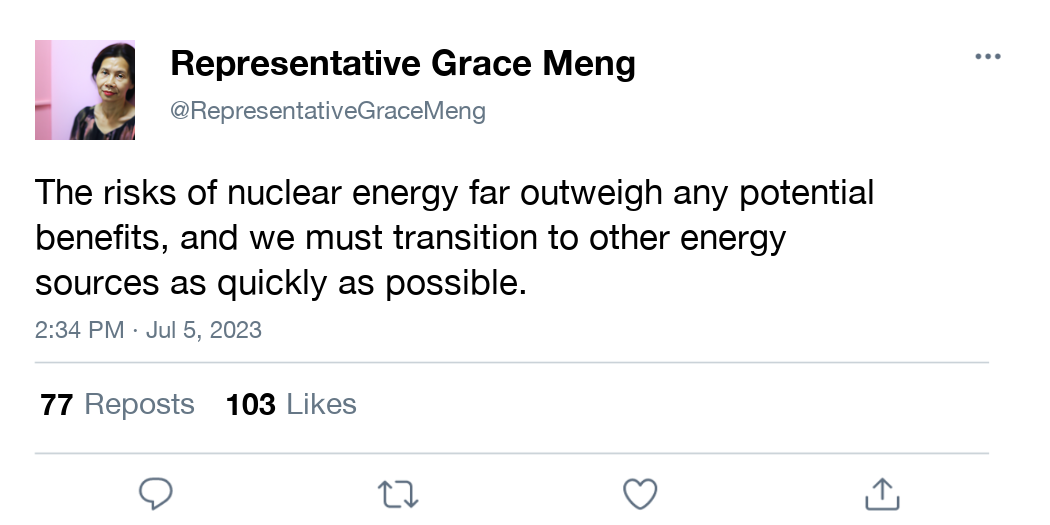 Representative Grace Meng
@RepresentativeGraceMeng
The risks of nuclear energy far outweigh any potential
benefits, and we must transition to other energy
sources as quickly as possible.
2:34 PM · Jul 5, 2023
77 Reposts 103 Likes